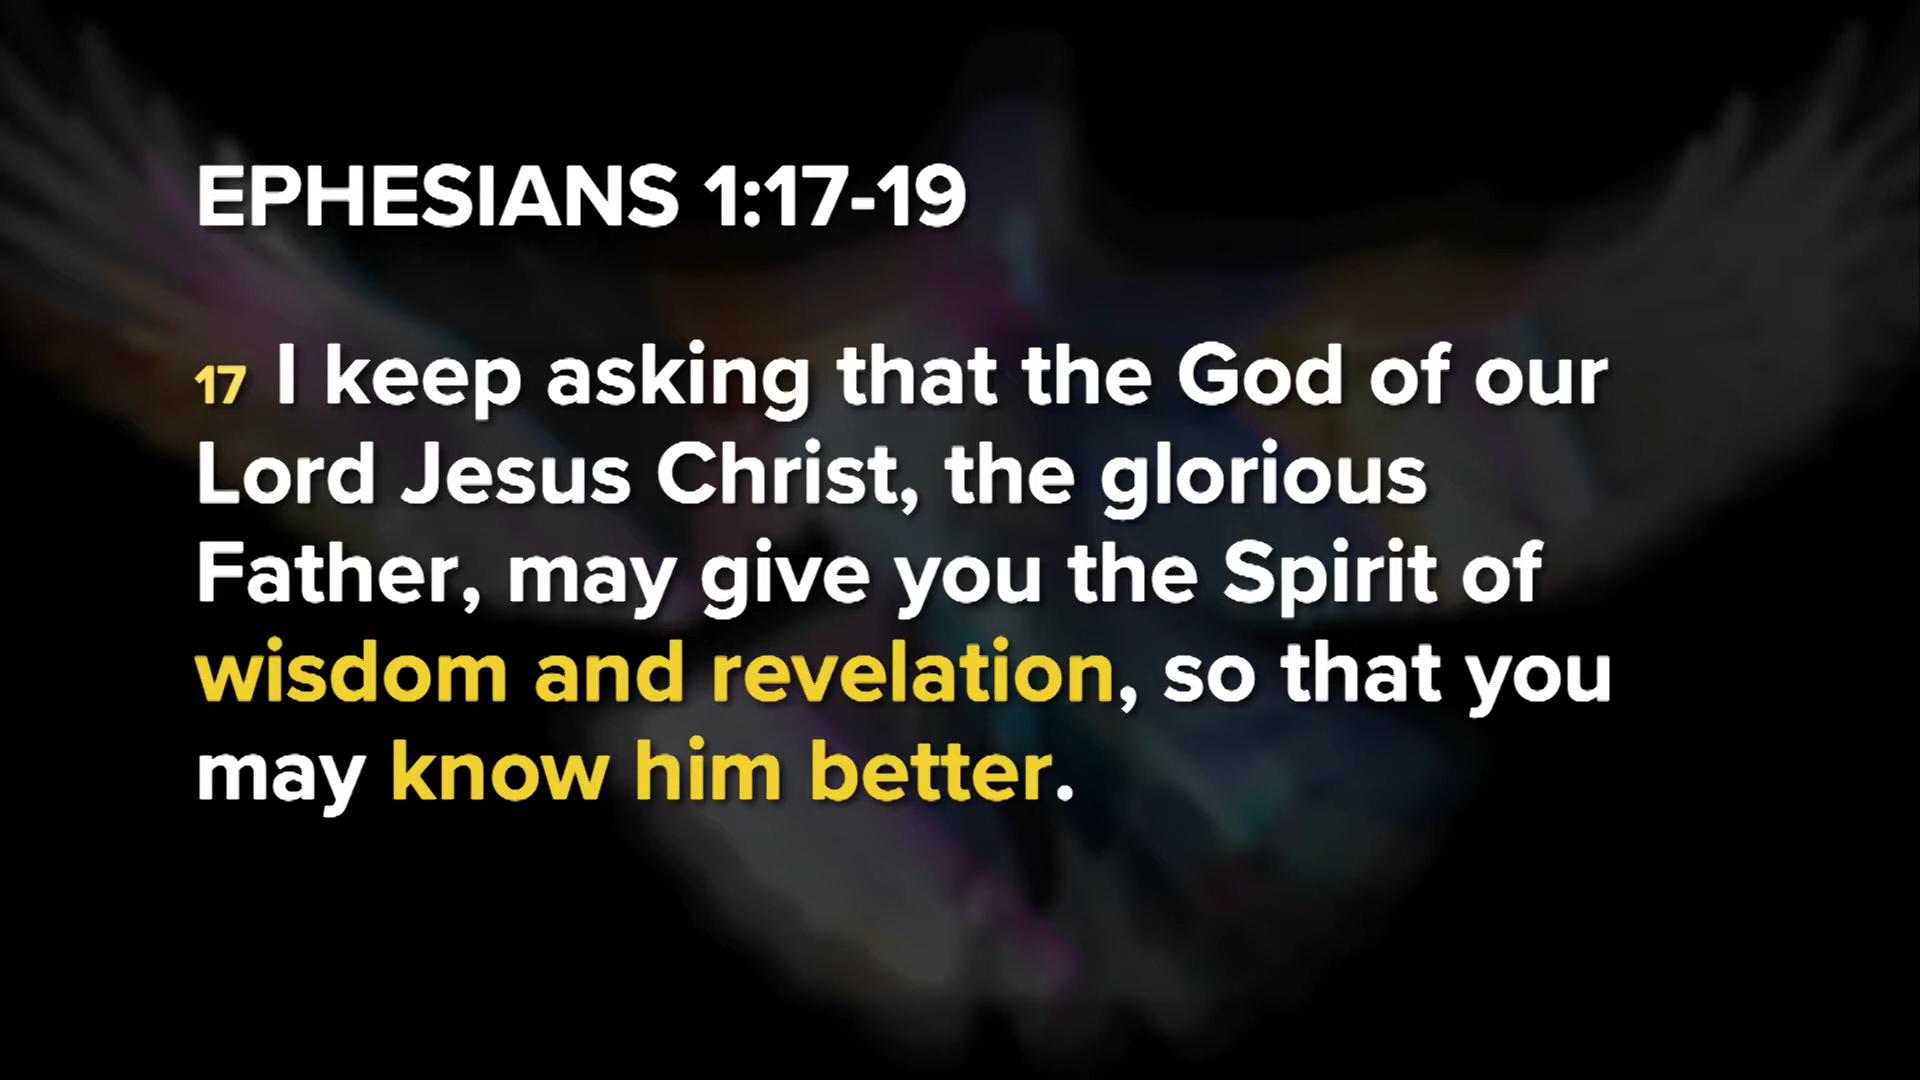 EPHESIANS 1:17-19
17 I keep asking that the God of our
Lord Jesus Christ, the glorious
Father, may give you the Spirit of
wisdom and revelation, so that you
may know him better.